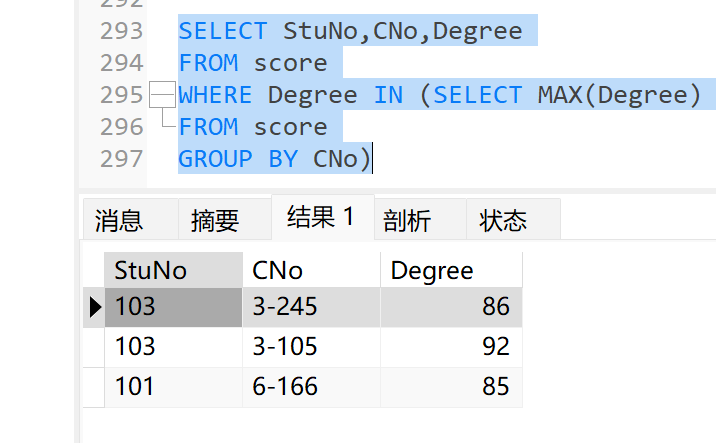 292
293 SELECT StuNo,CNo,Degree
294 FROM score
295 WHERE Degree IN (SELECT MAX(Degree)
296 FROM score
297 GROUP BY CNo)
消息 摘要 结果 1 剖析 状态
StuNo CNo Degree
103 3-245 86
103 3-105 92
101 6-166 85